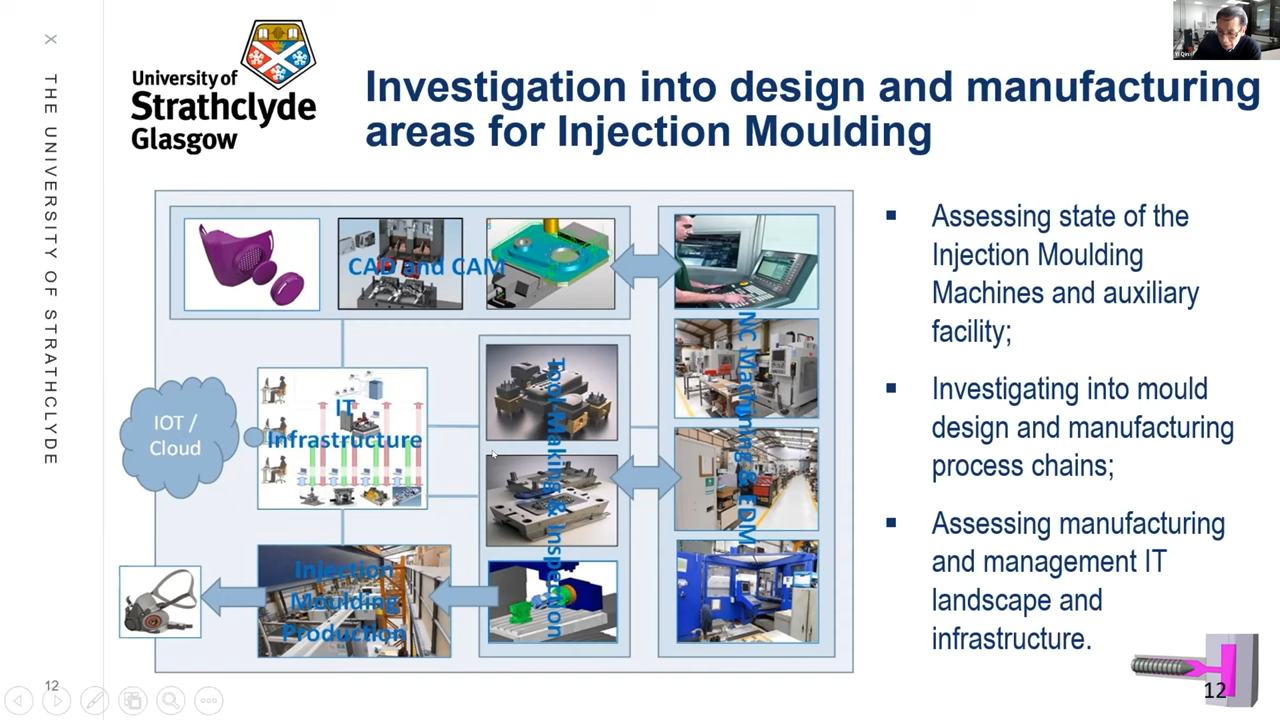 X THE UNIVERSITY OF STRATHCLYDE
University of
Strathclyde
Glasgow
Investigation into design and manufacturing
areas for Injection Moulding
Yi Qin
CAD and CAM
IOT /
Cloud
IT
Infrastructure
Tool-Making & Inspection
NC Machining & EDM
Injection
Moulding
Production
Assessing state of the
Injection Moulding
Machines and auxiliary
facility;
Investigating into mould
design and manufacturing
process chains;
Assessing manufacturing
and management IT
landscape and
infrastructure.
12
12